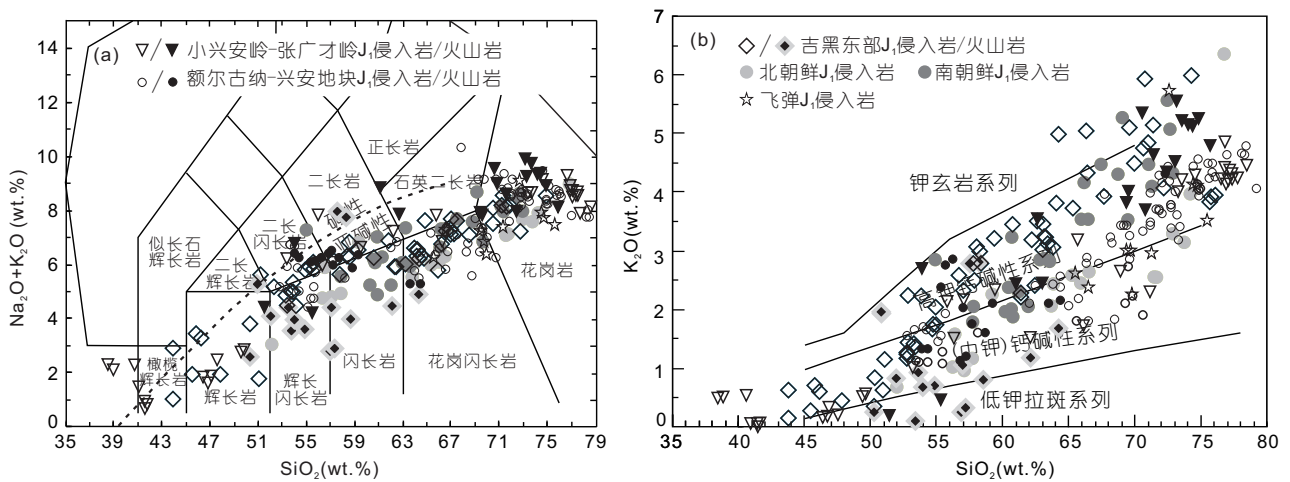 (a)
▽/▼ 小兴安岭-张广才岭J₁侵入岩/火山岩
○/● 额尔古纳-兴安地块J₁侵入岩/火山岩
正长岩
二长岩
石英二长岩
碱性
亚碱性
二长
闪长岩
似长石
辉长岩
二长
辉长岩
花岗岩
橄榄
辉长岩
辉长岩
辉长
闪长岩
闪长岩
花岗闪长岩
Na₂O+K₂O (wt.%)
14
12
10
8
6
4
2
0
35 39 43 47 51 55 59 63 67 71 75 79
SiO₂(wt.%)
(b)
◇/◆ 吉黑东部J₁侵入岩/火山岩
北朝鲜J₁侵入岩 南朝鲜J₁侵入岩
☆飞弹J₁侵入岩
钾玄岩系列
高钾钙碱性系列
(中钾)钙碱性系列
低钾拉斑系列
K₂O(wt.%)
7
6
5
4
3
2
1
0
35 35 40 45 50 55 60 65 70 75 80
SiO₂(wt.%)